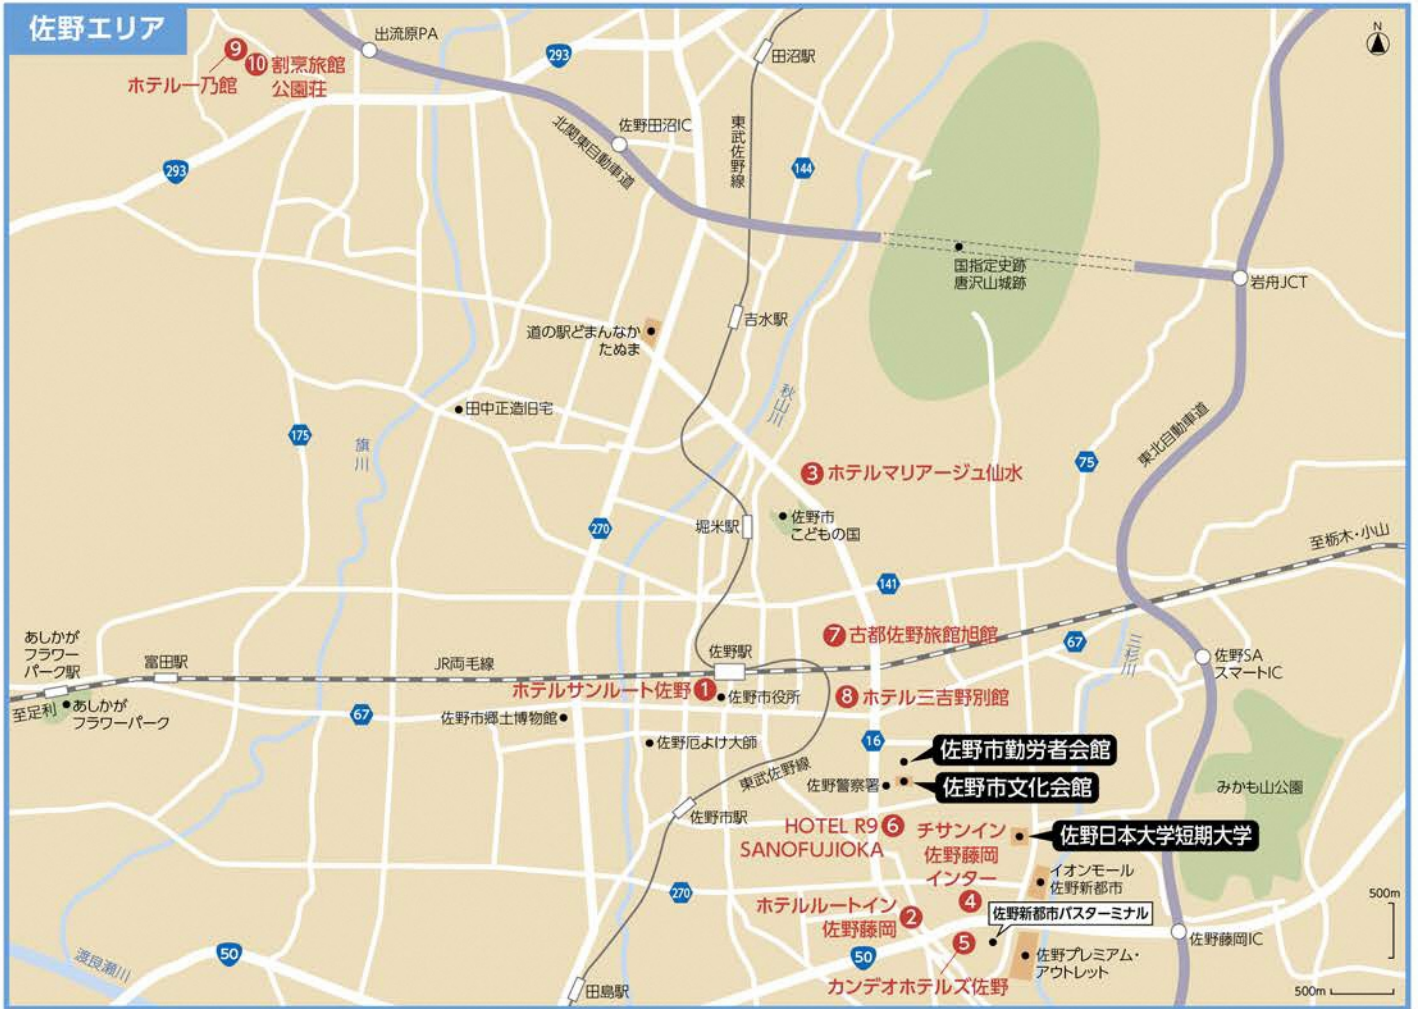 佐野エリア
N
出流原PA
293
田沼駅
9
10 割烹旅館
公園荘
ホテル一乃館
佐野田沼IC
北関東自動車道
東武佐野線
144
293
国指定史跡
唐沢山城跡
岩舟JCT
吉水駅
道の駅どまんなか
たぬま
秋山川
田中正造旧宅
175
旗川
東北自動車道
75
3 ホテルマリアージュ仙水
堀米駅
佐野市
こどもの国
270
至栃木・小山
141
あしかが
フラワー
パーク駅
富田駅
JR両毛線
佐野駅
7 古都佐野旅館旭館
67
三杉川
佐野SA
スマートIC
至足利
あしかが
フラワーパーク
67
ホテルサンルート佐野 1
佐野市役所
8 ホテル三吉野別館
佐野市郷土博物館
佐野厄よけ大師
16
佐野市勤労者会館
東武佐野線
佐野警察署
佐野市文化会館
みかも山公園
佐野市駅
HOTEL R9 6
SANOFUJIOKA
チサンイン
佐野藤岡
インター
4
佐野日本大学短期大学
イオンモール
佐野新都市
270
ホテルルートイン
佐野藤岡 2
佐野新都市バスターミナル
500m
佐野藤岡IC
50
渡良瀬川
50
5
カンデオホテルズ佐野
佐野プレミアム・
アウトレット
田島駅
500m